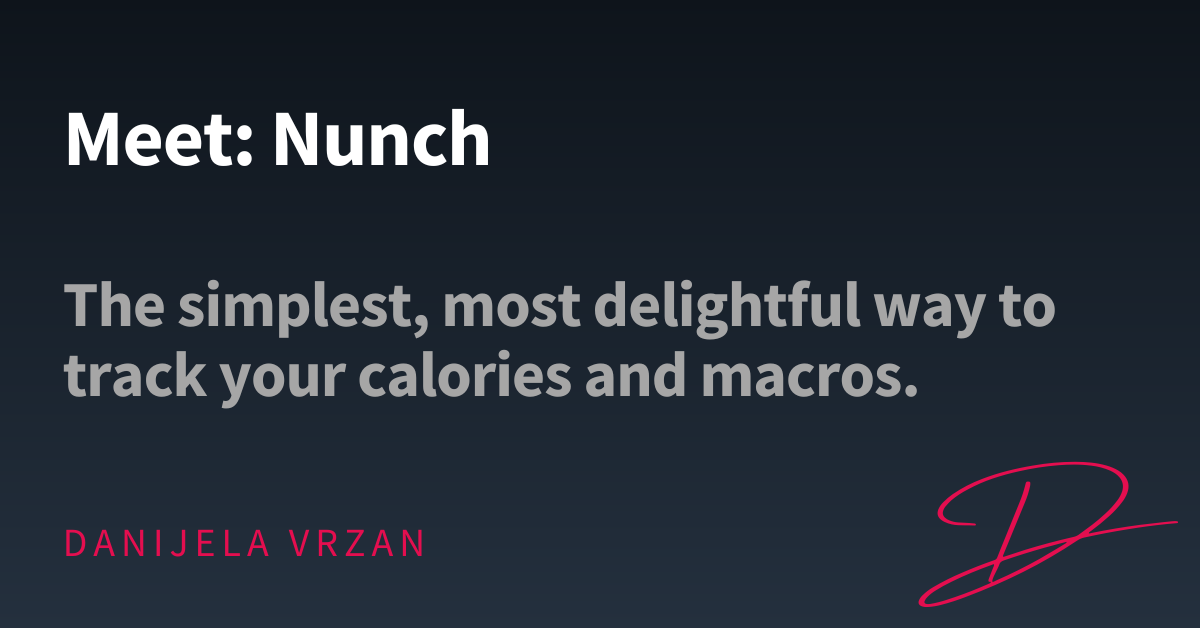 Meet: Nunch
The simplest, most delightful way to
track your calories and macros.
DANIJELA VRZAN
D